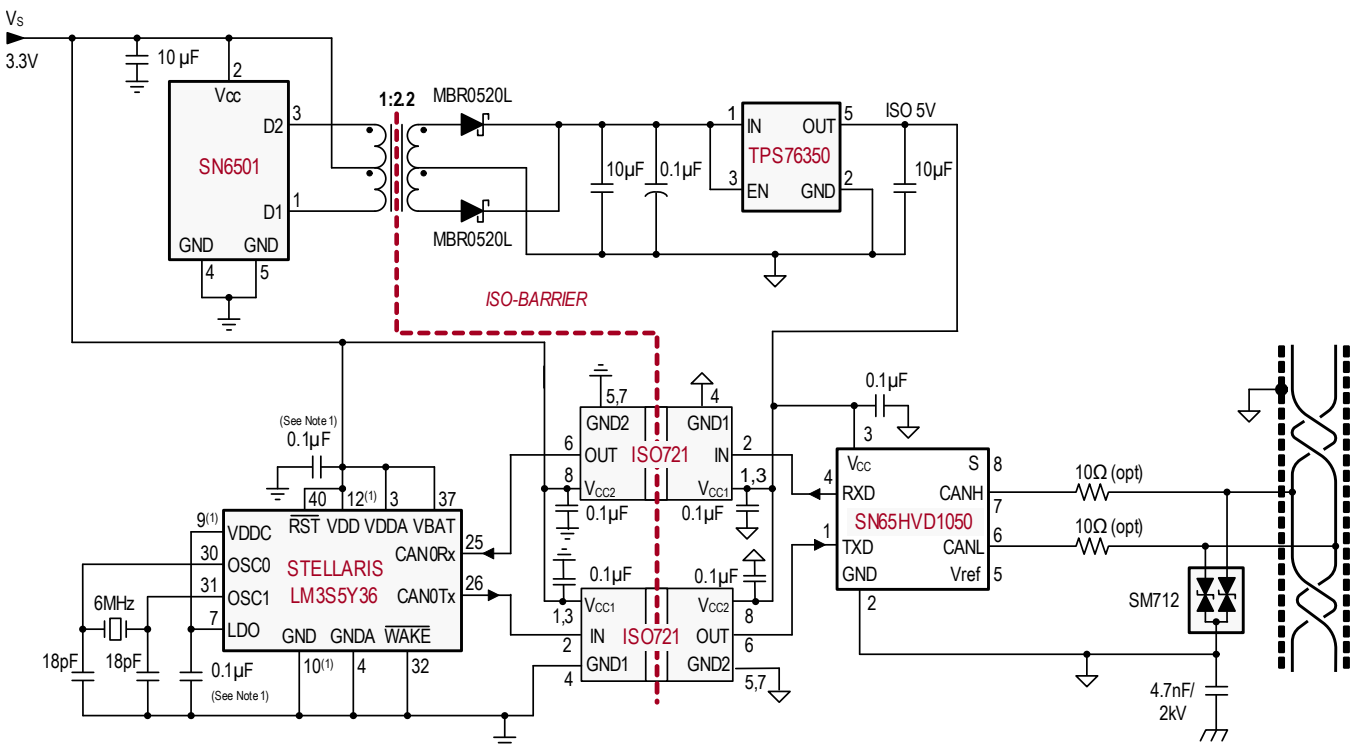 VS
3.3V
10 µF
2
Vcc
3
D2
SN6501
1
D1
GND
GND
4
5
1:2.2
MBR0520L
MBR0520L
10µF
0.1µF
1
IN
OUT
5
TPS76350
3
EN
GND
2
ISO 5V
10µF
ISO-BARRIER
5,7
GND2
6
OUT
8
VCC2
0.1µF
ISO721
4
GND1
IN
2
VCC1
1,3
0.1µF
0.1µF
3
VCC
S
8
4
RXD
CANH
7
SN65HVD1050
1
TXD
CANL
6
GND
Vref
5
2
10Ω (opt)
10Ω (opt)
SM712
4.7nF/
2kV
(See Note 1)
0.1µF
40
12(1)
3
37
RST
VDD
VDDA
VBAT
9(1)
VDDC
30
OSC0
31
OSC1
7
LDO
STELLARIS
LM3S5Y36
CAN0Rx
25
CAN0Tx
26
GND
GNDA
WAKE
10(1)
4
32
6MHz
18pF
18pF
0.1µF
(See Note 1)
0.1µF
VCC1
1,3
IN
2
GND1
4
ISO721
0.1µF
VCC2
8
OUT
6
GND2
5,7